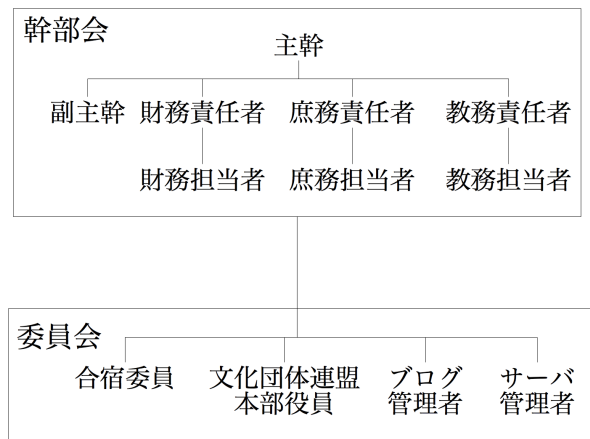 幹部会
主幹
副主幹 財務責任者 庶務責任者 教務責任者
財務担当者 庶務担当者 教務担当者
委員会
合宿委員 文化団体連盟 ブログ サーバ
本部役員 管理者 管理者